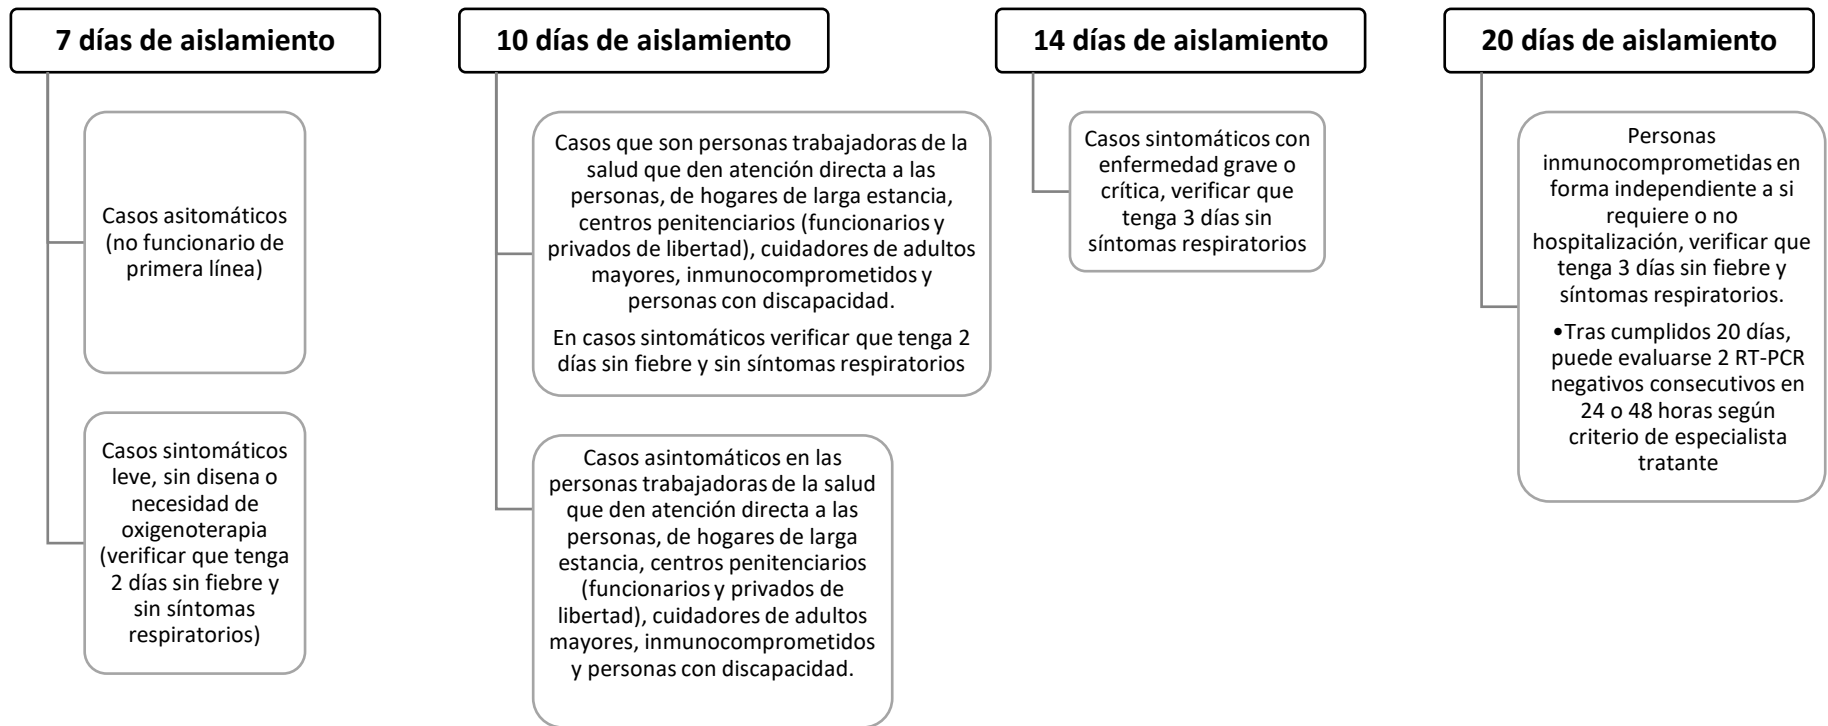 7 días de aislamiento
Casos asitomáticos
(no funcionario de
primera línea)
Casos sintomáticos
leve, sin disena o
necesidad de
oxigenoterapia
(verificar que tenga
2 días sin fiebre y
sin síntomas
respiratorios)
10 días de aislamiento
Casos que son personas trabajadoras de la
salud que den atención directa a las
personas, de hogares de larga estancia,
centros penitenciarios (funcionarios y
privados de libertad), cuidadores de adultos
mayores, inmunocomprometidos y
personas con discapacidad.
En casos sintomáticos verificar que tenga 2
días sin fiebre y sin síntomas respiratorios
Casos asintomáticos en las
personas trabajadoras de la salud
que den atención directa a las
personas, de hogares de larga
estancia, centros penitenciarios
(funcionarios y privados de
libertad), cuidadores de adultos
mayores, inmunocomprometidos
y personas con discapacidad.
14 días de aislamiento
Casos sintomáticos con
enfermedad grave o
crítica, verificar que
tenga 3 días sin
síntomas respiratorios
20 días de aislamiento
Personas
inmunocomprometidas en
forma independiente a si
requiere o no
hospitalización, verificar que
tenga 3 días sin fiebre y
síntomas respiratorios.
•Tras cumplidos 20 días,
puede evaluarse 2 RT-PCR
negativos consecutivos en
24 o 48 horas según
criterio de especialista
tratante